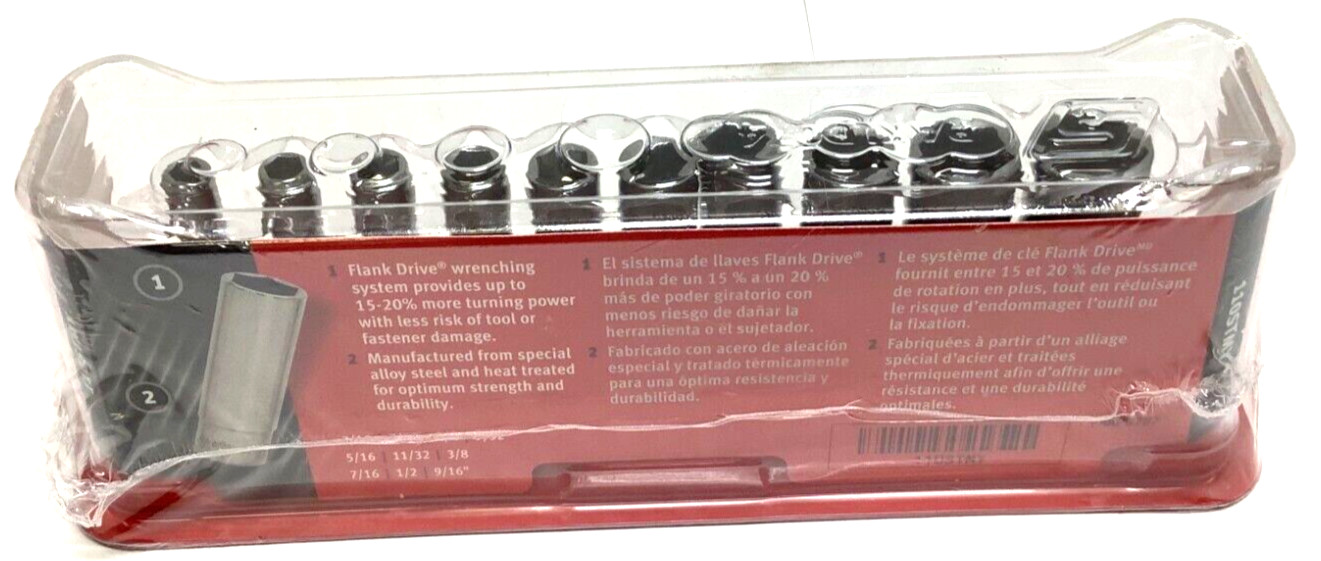 1
2
1 Flank Drive® wrenching
system provides up to
15-20% more turning power
with less risk of tool or
fastener damage.
2 Manufactured from special
alloy steel and heat treated
for optimum strength and
durability.
5/16 | 11/32 | 3/8
7/16 | 1/2 | 9/16"
1 El sistema de llaves Flank Drive®
brinda de un 15 % a un 20 %
más de poder giratorio con
menos riesgo de dañar la
herramienta o el sujetador.
2 Fabricado con acero de aleación
especial y tratado térmicamente
para una óptima resistencia y
durabilidad.
1 Le système de clé Flank Drive MD
fournit entre 15 et 20 % de puissance
de rotation en plus, tout en réduisant
le risque d'endommager l'outil ou
la fixation.
2 Fabriquées à partir d'un alliage
spécial d'acier et traitées
thermiquement afin d'offrir une
résistance et une durabilité
optimales.